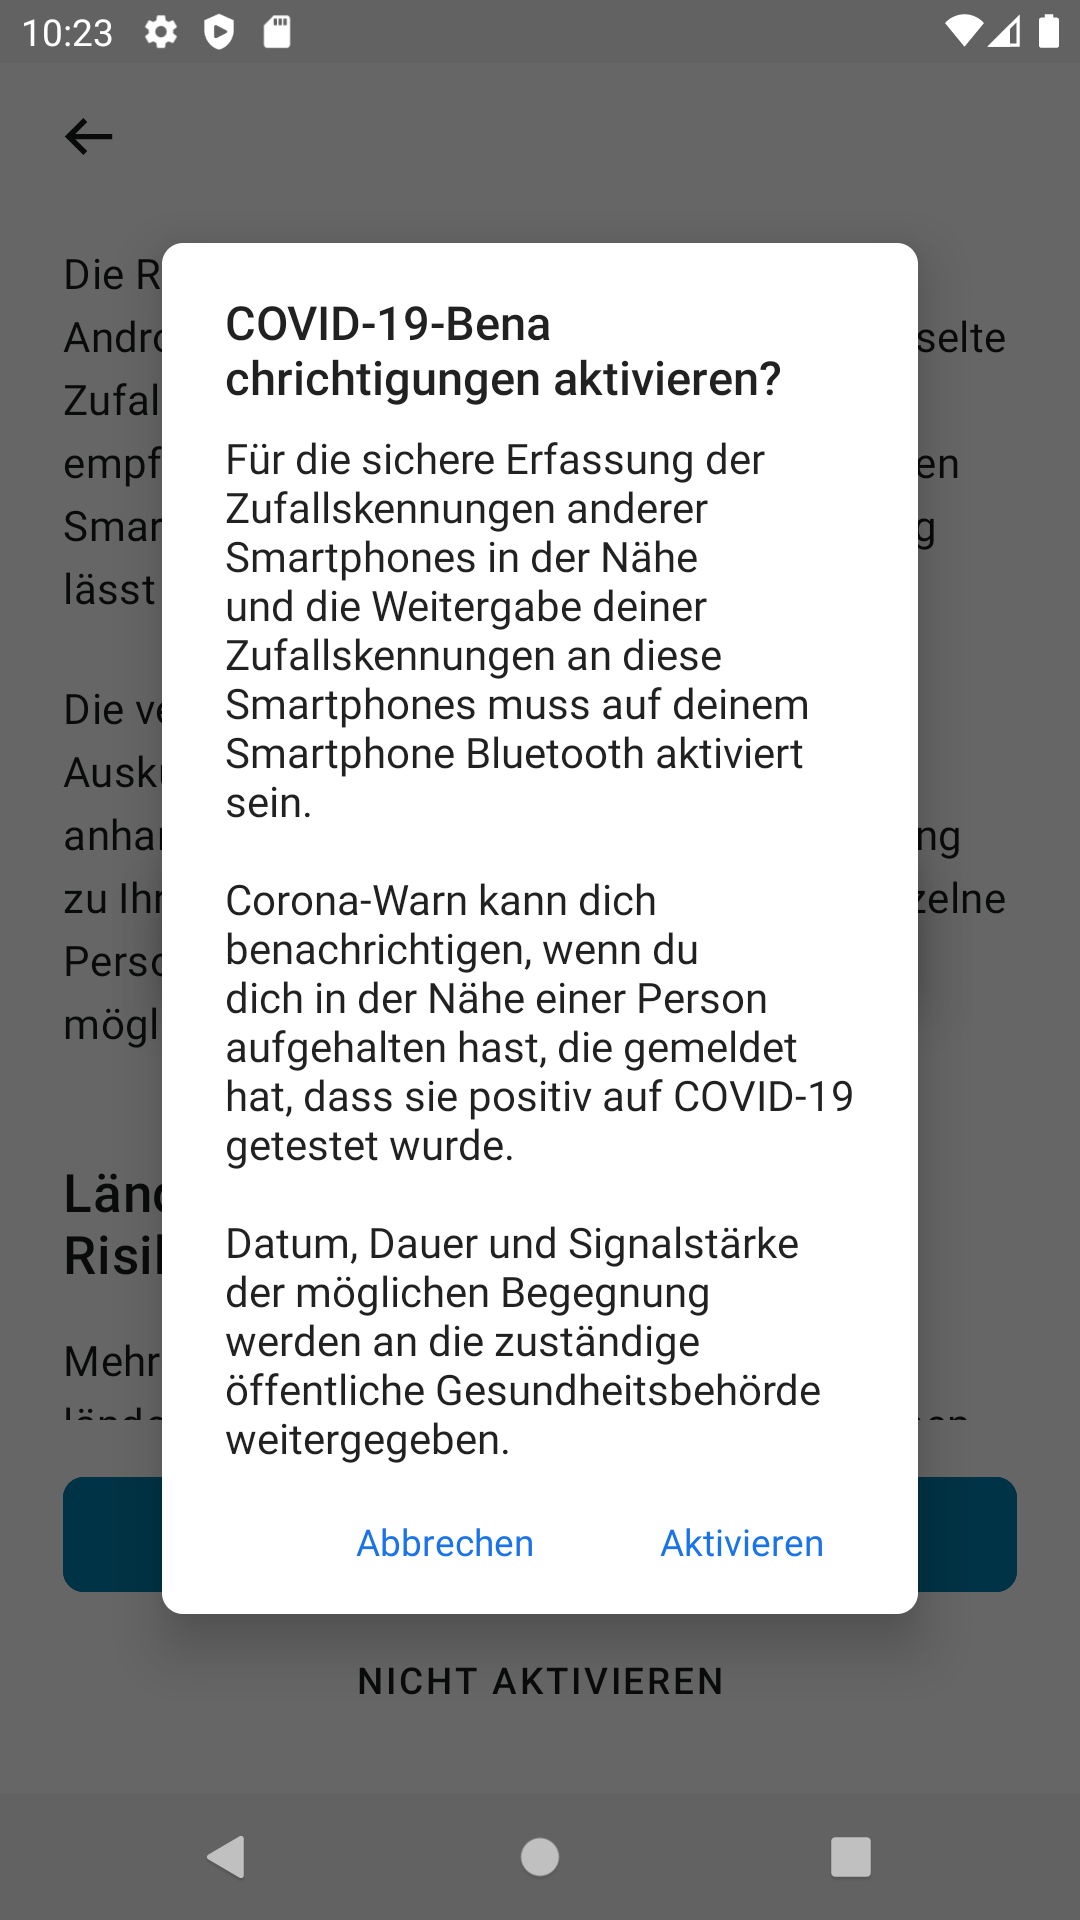 10:23
Die R
Andro selte
Zufal
empf en
Smar g
lässt
Die ve
Ausku
anhar ng
zu Ihr zelne
Perso
mögl
Länd
Risil
Mehr
COVID-19-Bena
chrichtigungen aktivieren?
Für die sichere Erfassung der
Zufallskennungen anderer
Smartphones in der Nähe
und die Weitergabe deiner
Zufallskennungen an diese
Smartphones muss auf deinem
Smartphone Bluetooth aktiviert
sein.
Corona-Warn kann dich
benachrichtigen, wenn du
dich in der Nähe einer Person
aufgehalten hast, die gemeldet
hat, dass sie positiv auf COVID-19
getestet wurde.
Datum, Dauer und Signalstärke
der möglichen Begegnung
werden an die zuständige
öffentliche Gesundheitsbehörde
weitergegeben.
Abbrechen Aktivieren
NICHT AKTIVIEREN